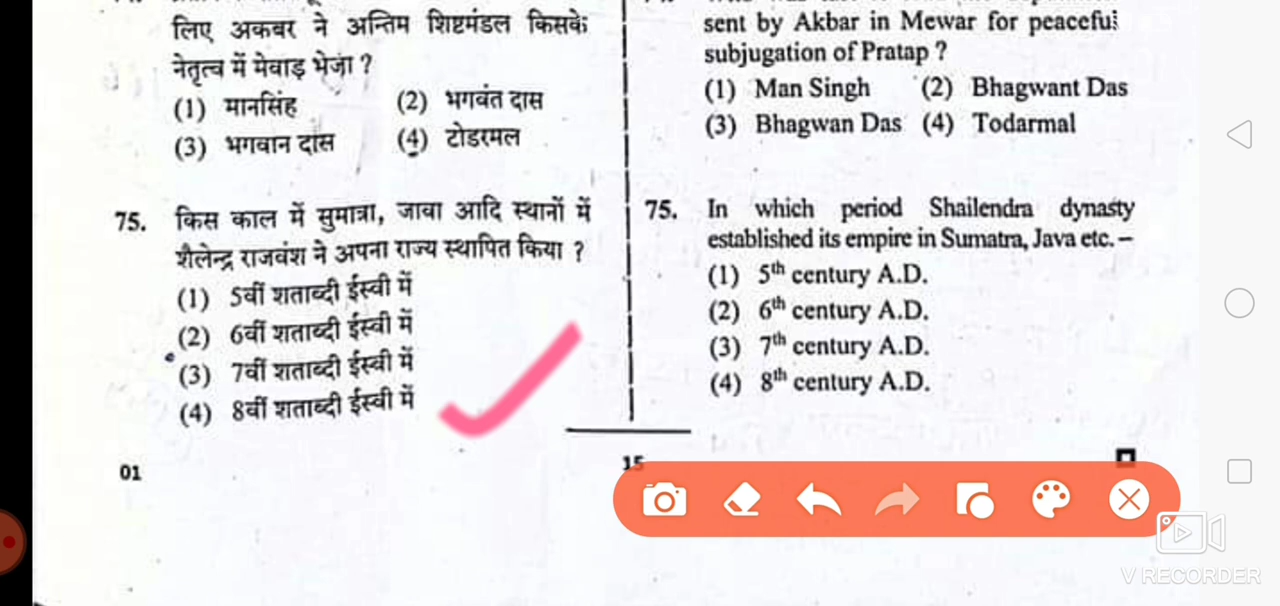 लिए अकबर ने अन्तिम शिष्टमंडल किसके
नेतृत्व में मेवाड़ भेजा ?
(1) मानसिंह (2) भगवंत दास
(3) भगवान दास (4) टोडरमल
75. किस काल में सुमात्रा, जावा आदि स्थानों में
शैलेन्द्र राजवंश ने अपना राज्य स्थापित किया ?
(1) 5वीं शताब्दी ईस्वी में
(2) 6वीं शताब्दी ईस्वी में
(3) 7वीं शताब्दी ईस्वी में
(4) 8वीं शताब्दी ईस्वी में
sent by Akbar in Mewar for peaceful
subjugation of Pratap ?
(1) Man Singh (2) Bhagwant Das
(3) Bhagwan Das (4) Todarmal
75. In which period Shailendra dynasty
established its empire in Sumatra, Java etc. –
(1) 5th century A.D.
(2) 6th century A.D.
(3) 7th century A.D.
(4) 8th century A.D.
01
15
V RECORDER